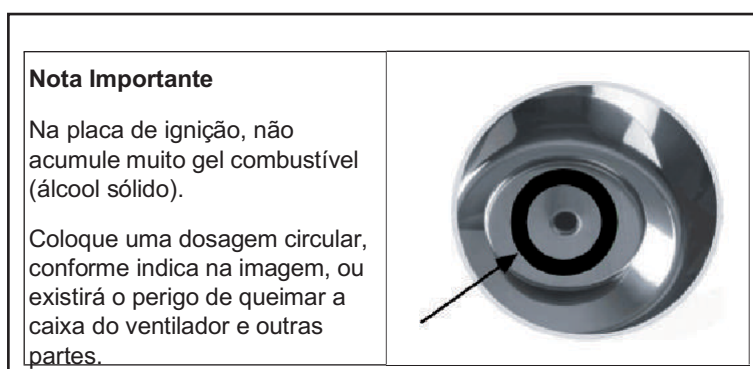 Nota Importante
Na placa de ignição, não
acumule muito gel combustível
(álcool sólido).
Coloque uma dosagem circular,
conforme indica na imagem, ou
existirá o perigo de queimar a
caixa do ventilador e outras
partes.